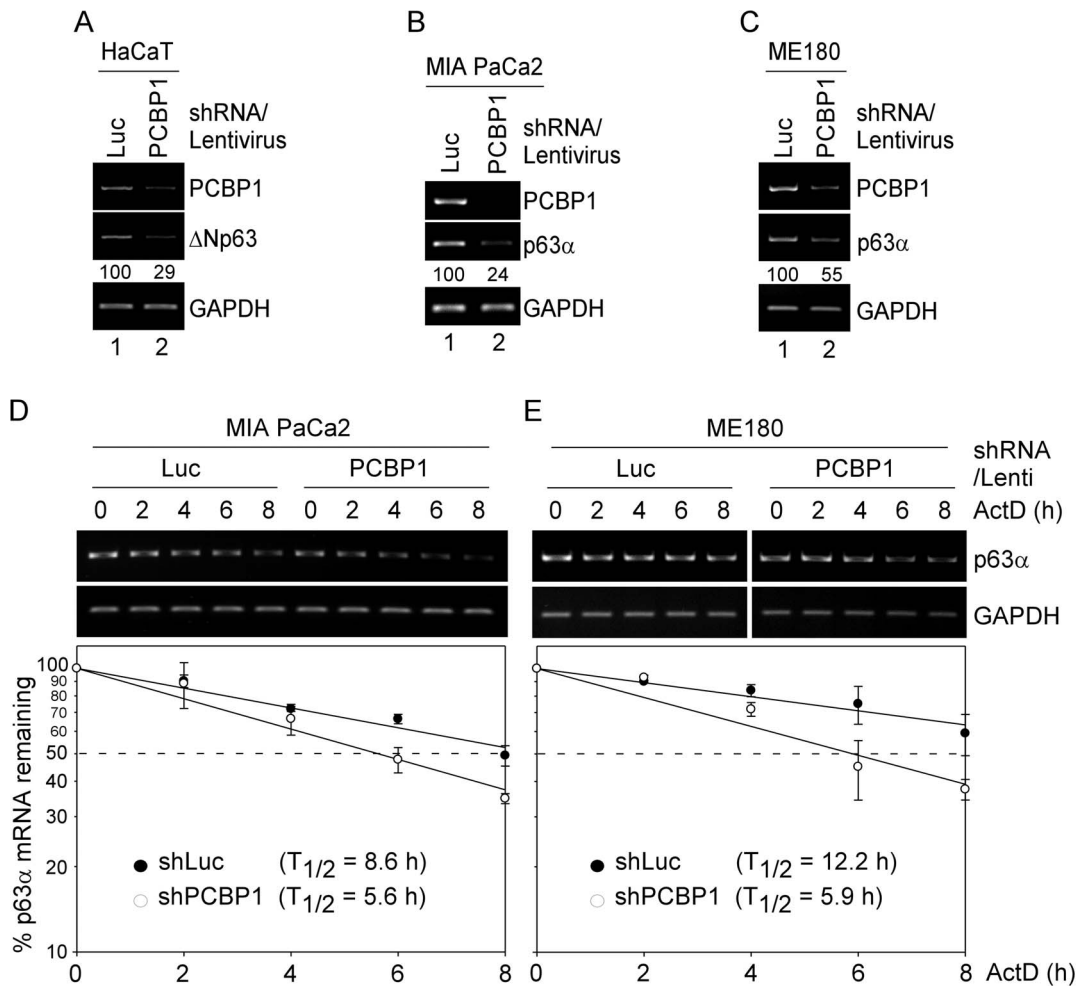 A
HaCaT
Luc
PCBP1
shRNA/
Lentivirus
PCBP1
ΔNp63
100 29
GAPDH
1 2
B
MIA PaCa2
Luc
PCBP1
shRNA/
Lentivirus
PCBP1
p63α
100 24
GAPDH
1 2
C
ME180
Luc
PCBP1
shRNA/
Lentivirus
PCBP1
p63α
100 55
GAPDH
1 2
D
MIA PaCa2
Luc PCBP1
0 2 4 6 8 0 2 4 6 8
E
ME180
Luc PCBP1
shRNA
/Lenti
0 2 4 6 8 0 2 4 6 8 ActD (h)
p63α
GAPDH
% p63α mRNA remaining
100
90
80
70
60
50
40
30
20
10
shLuc (T1/2 = 8.6 h)
shPCBP1 (T1/2 = 5.6 h)
0 2 4 6 8
shLuc (T1/2 = 12.2 h)
shPCBP1 (T1/2 = 5.9 h)
0 2 4 6 8 ActD (h)